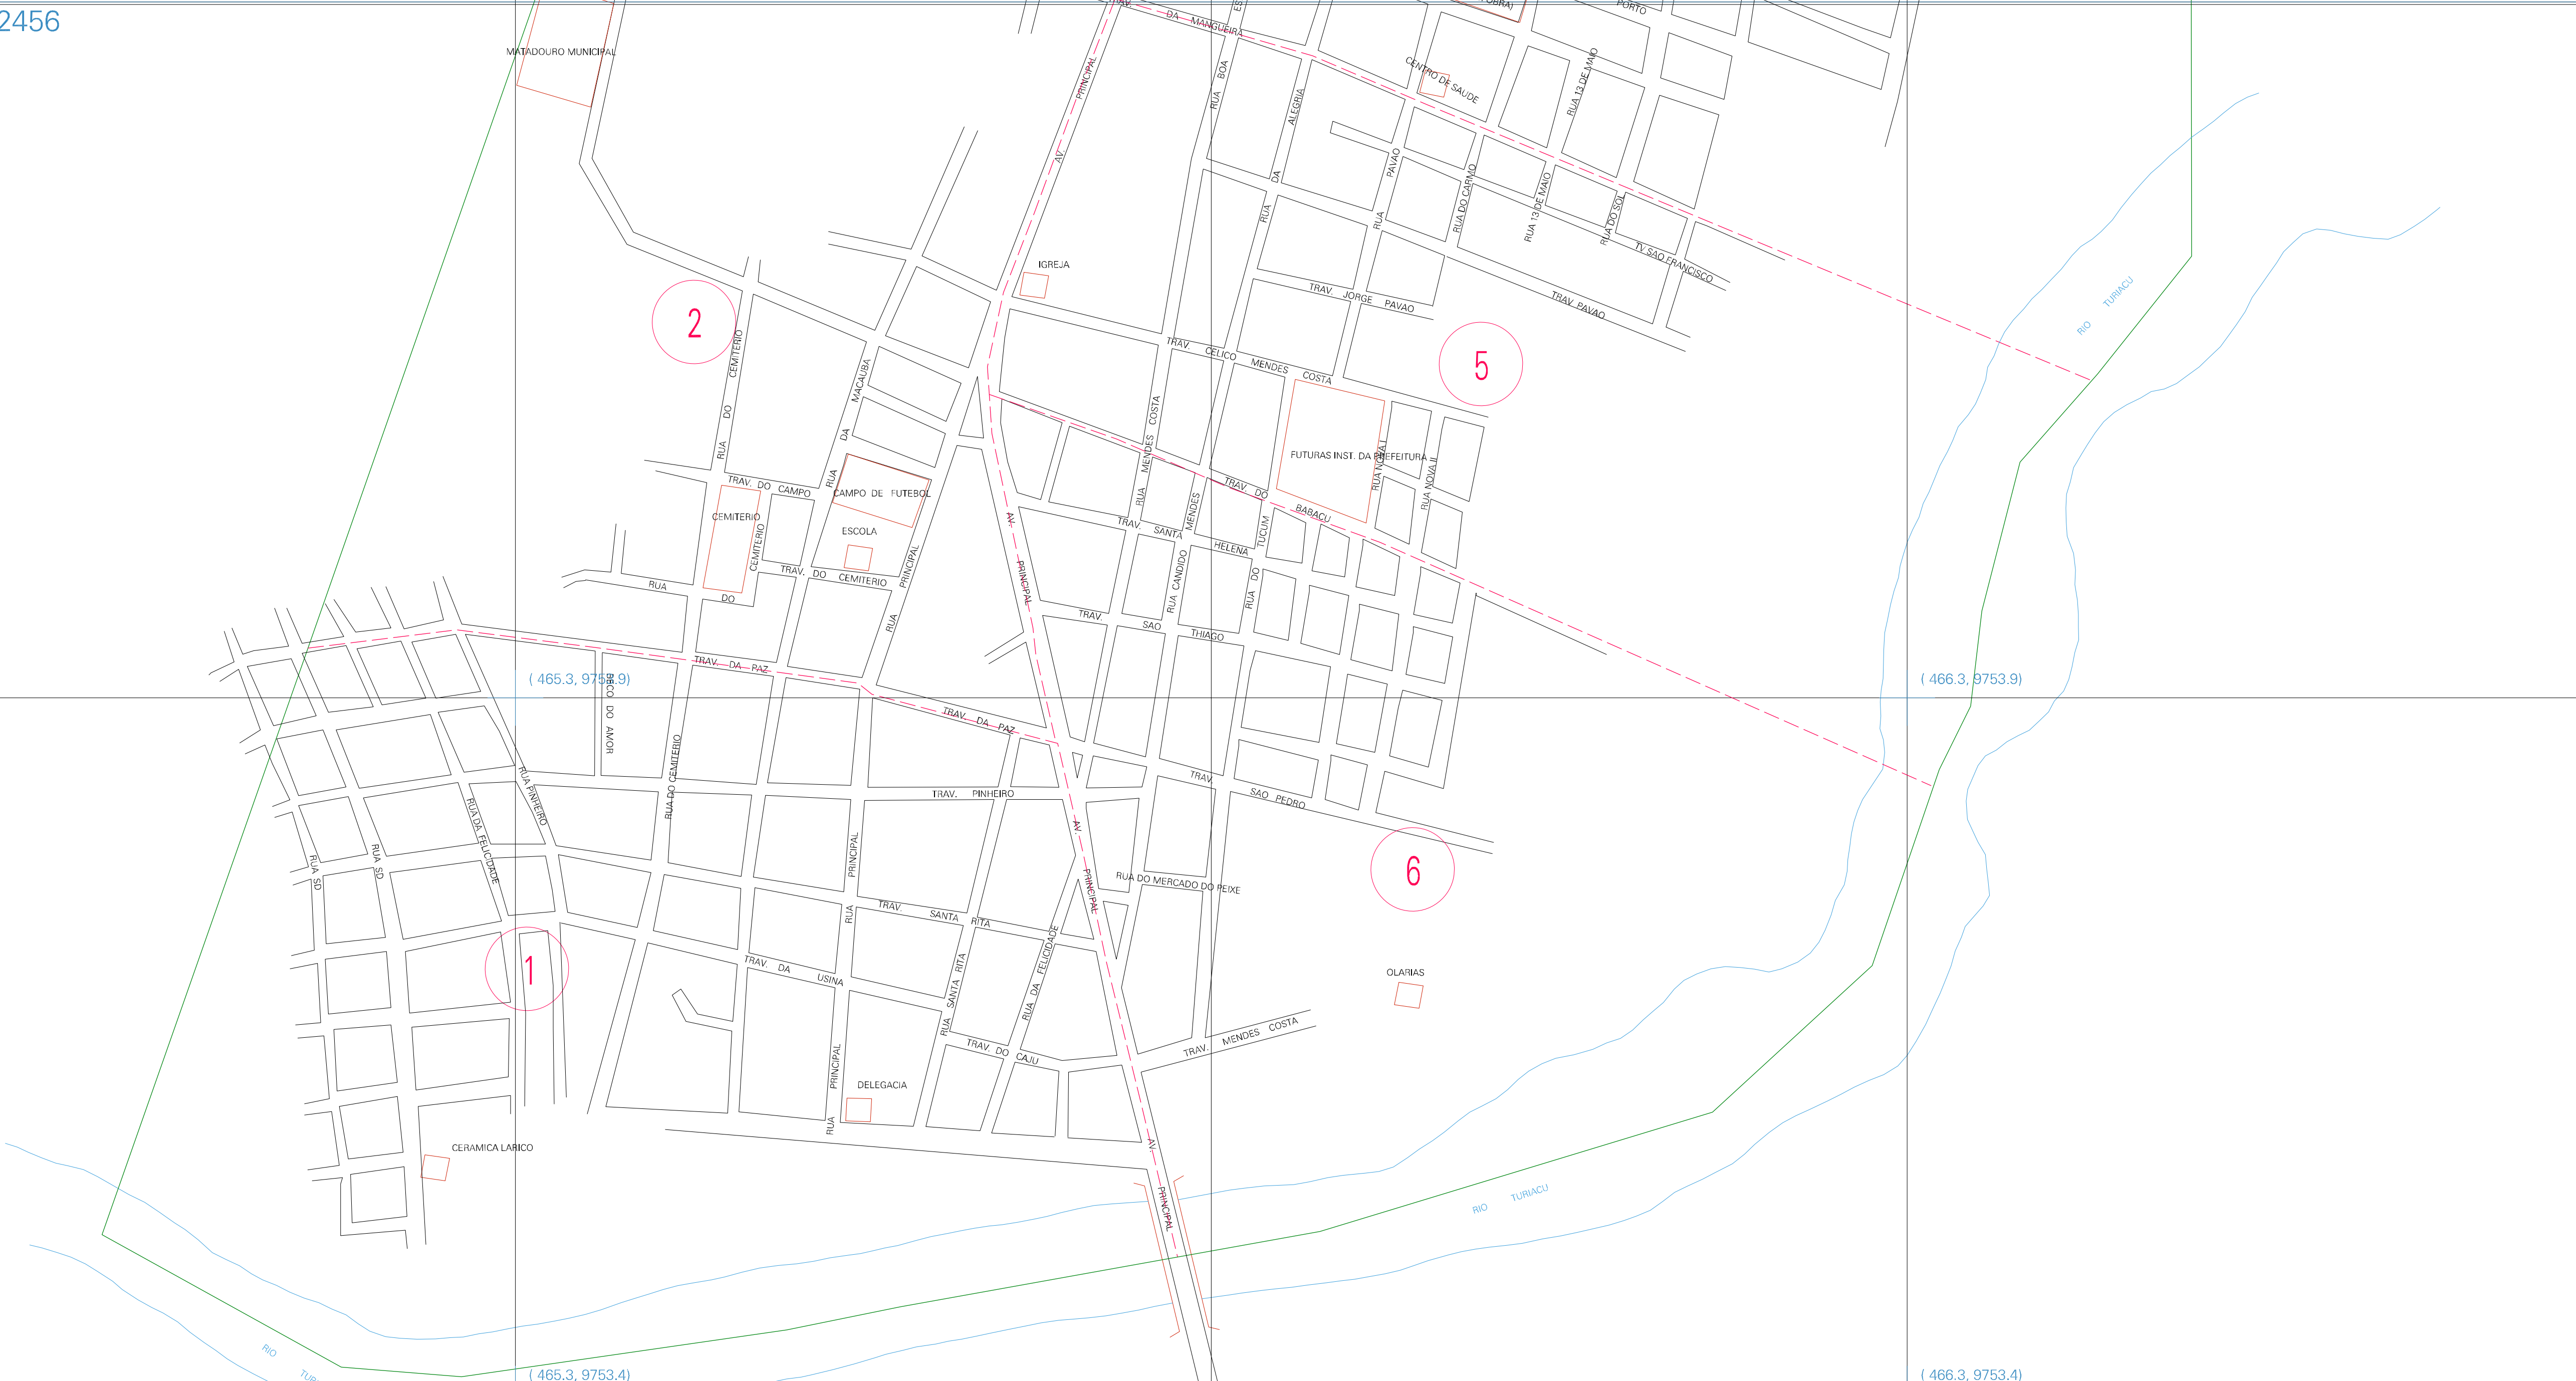 2456
MATADOURO MUNICIPAL
TRAV. DA MANGUEIRA
PORTO
CENTRO DE SAUDE
RUA 13 DE MAIO
AV. PRINCIPAL
RUA BOA
RUA DA ALEGRIA
RUA PAVAO
RUA DO CARMO
RUA 13 DE MAIO
RUA DO SOL
TV SAO FRANCISCO
IGREJA
TRAV. JORGE PAVAO
TRAV. PAVAO
RIO TURIACU
2
5
TRAV. CELICO MENDES COSTA
RUA DO CEMITERIO
RUA DA MACAUBA
RUA MENDES COSTA
FUTURAS INST. DA PREFEITURA
RUA NOVA I
RUA NOVA II
TRAV. DO CAMPO
CAMPO DE FUTEBOL
CEMITERIO
ESCOLA
TRAV. DO BABACU
TRAV. SANTA HELENA
RUA CANDIDO MENDES
RUA DO TUCUM
AV. PRINCIPAL
RUA PRINCIPAL
TRAV. DO CEMITERIO
RUA DO CEMITERIO
TRAV. SAO THIAGO
TRAV. DA PAZ
( 465.3, 9753.9)
( 466.3, 9753.9)
BECO DO AMOR
TRAV. DA PAZ
RUA DO CEMITERIO
RUA PINHEIRO
RUA DA FELICIDADE
TRAV. PINHEIRO
TRAV. SAO PEDRO
RUA SD
RUA SD
RUA PRINCIPAL
AV. PRINCIPAL
RUA DO MERCADO DO PEIXE
6
TRAV. SANTA RITA
RUA DA FELICIDADE
RUA SANTA RITA
TRAV. DA USINA
1
OLARIAS
TRAV. MENDES COSTA
TRAV. DO CAJU
RUA PRINCIPAL
DELEGACIA
CERAMICA LARICO
AV. PRINCIPAL
RIO TURIACU
RIO
( 465.3, 9753.4)
( 466.3, 9753.4)